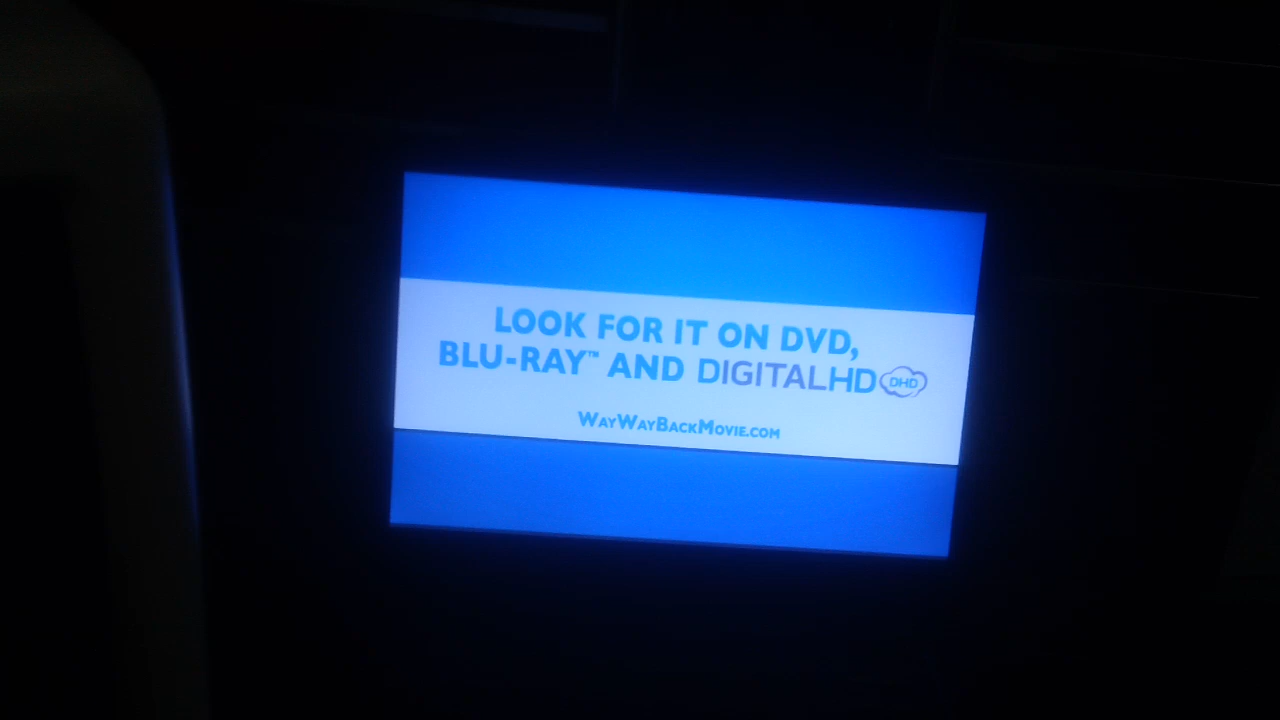 LOOK FOR IT ON DVD,
BLU-RAY™ AND DIGITALHD DHD
WAYWAYBACKMOVIE.COM